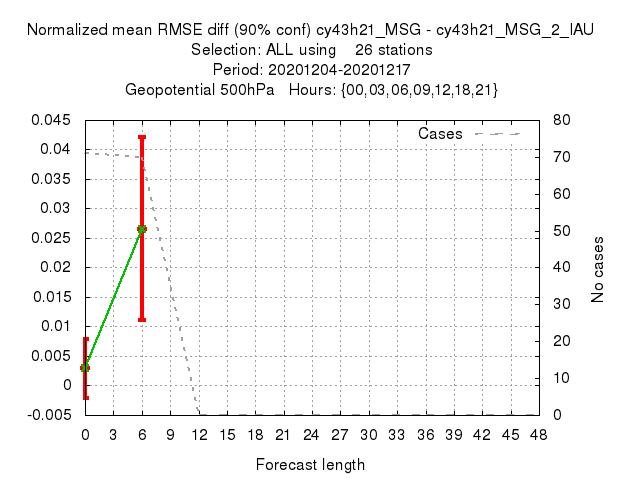 Normalized mean RMSE diff (90% conf) cy43h21_MSG - cy43h21_MSG_2_IAU
Selection: ALL using    26 stations
Period: 20201204-20201217
Geopotential 500hPa   Hours: {00,03,06,09,12,18,21}
Cases
0.045
0.04
0.035
0.03
0.025
0.02
0.015
0.01
0.005
0
-0.005
80
70
60
50
40
30
20
10
0
No cases
0 3 6 9 12 15 18 21 24 27 30 33 36 39 42 45 48
Forecast length